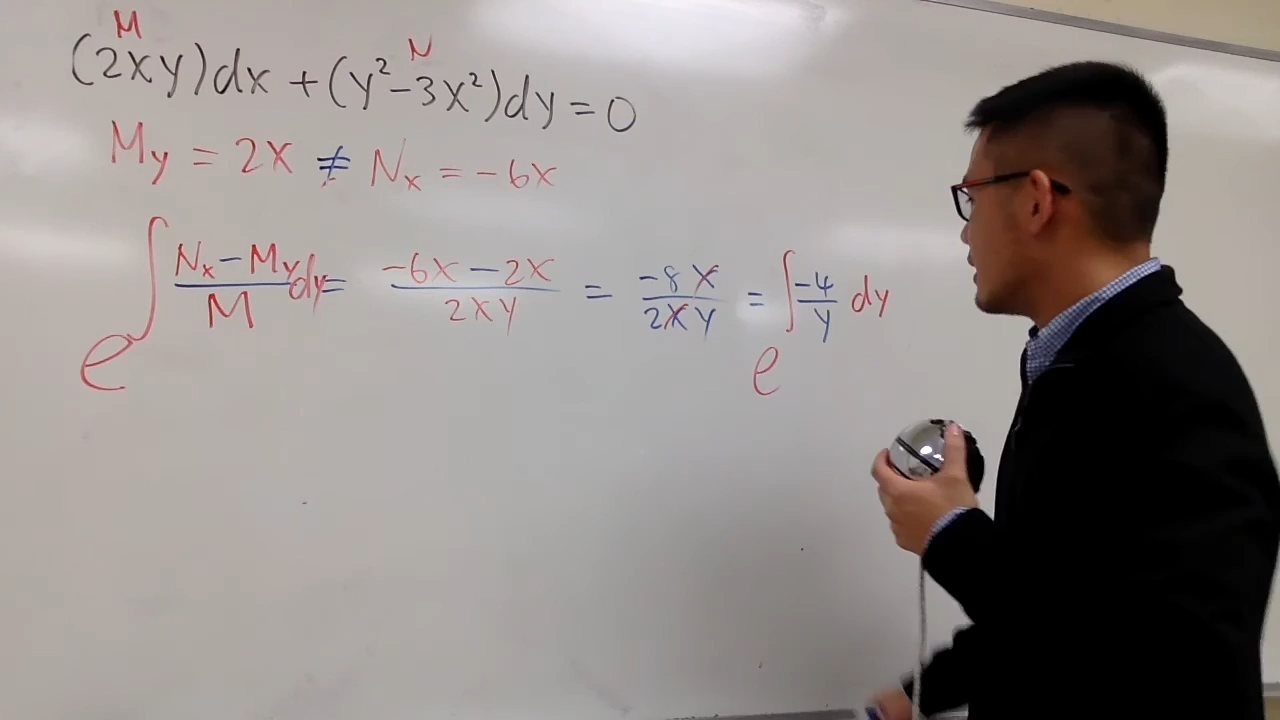 M N
(2xy)dx + (y²-3x²)dy = 0
My = 2x ≠ Nx = -6x
e^∫ (Nx - My)/M dy = (-6x - 2x)/(2xy) = (-8x)/(2xy) = e^∫ (-4)/y dy